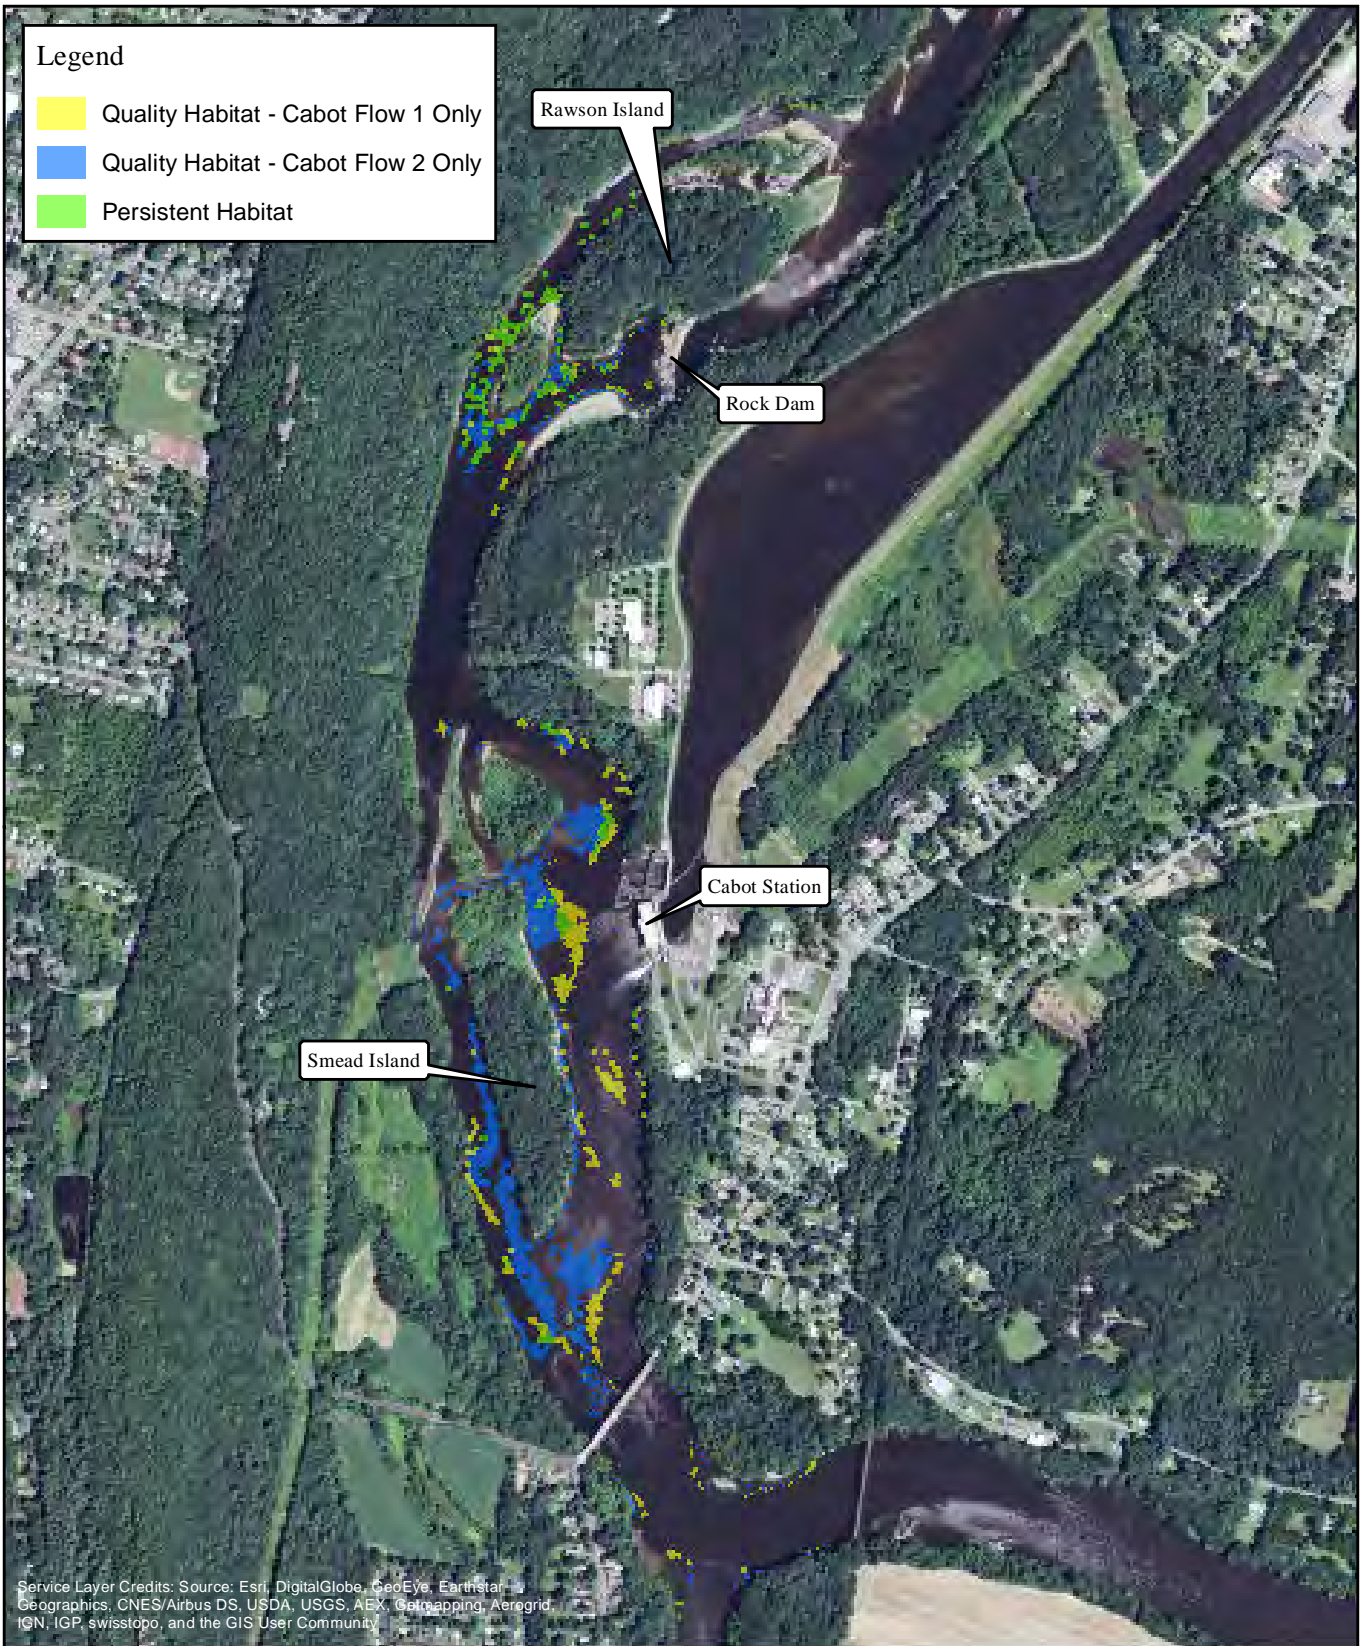 Legend
Quality Habitat - Cabot Flow 1 Only
Quality Habitat - Cabot Flow 2 Only
Persistent Habitat
Rawson Island
Rock Dam
Cabot Station
Smead Island
Service Layer Credits: Source: Esri, DigitalGlobe, GeoEye, Earthstar
Geographics, CNES/Airbus DS, USDA, USGS, AEX, Getmapping, Aerogrid,
IGN, IGP, swisstopo, and the GIS User Community